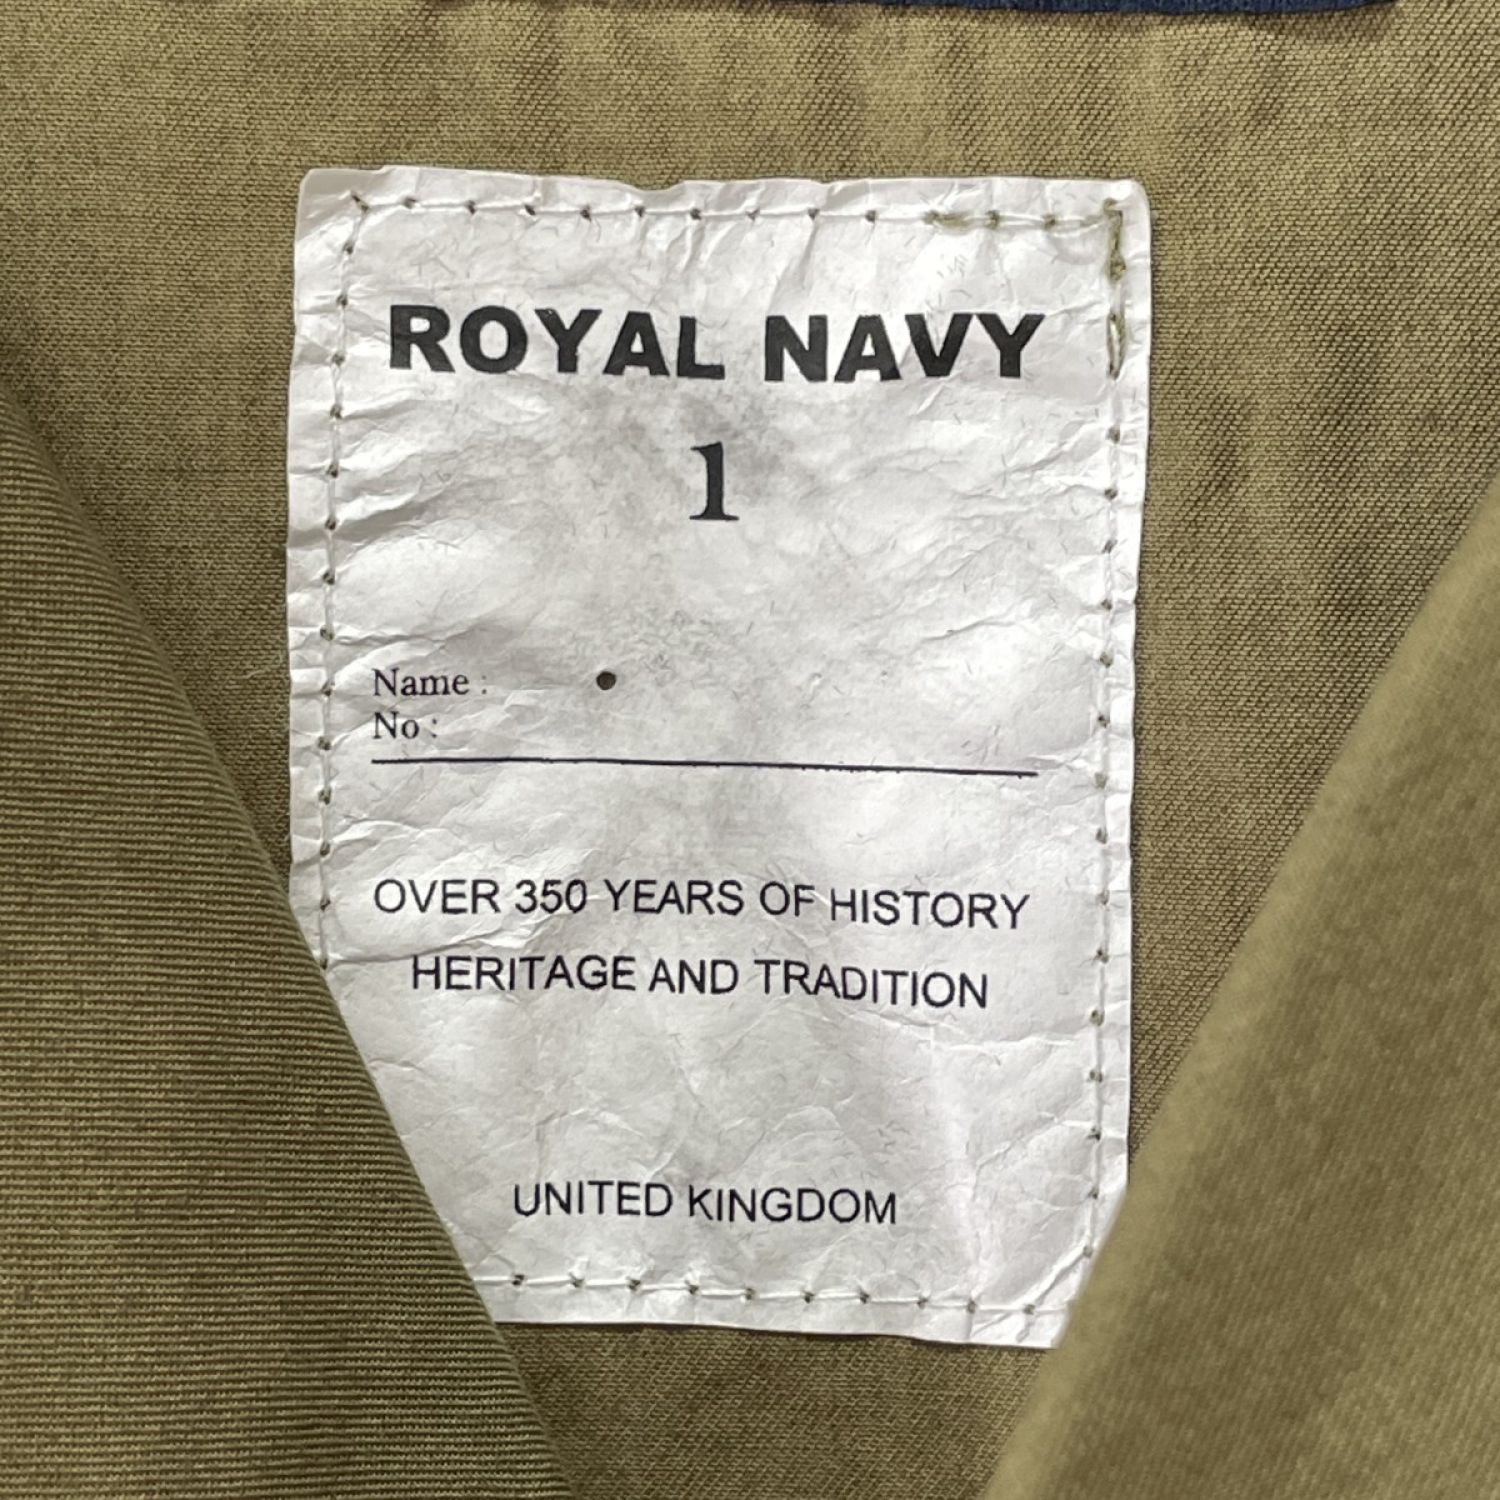 ROYAL NAVY
1
Name :
No :
OVER 350 YEARS OF HISTORY
HERITAGE AND TRADITION
UNITED KINGDOM